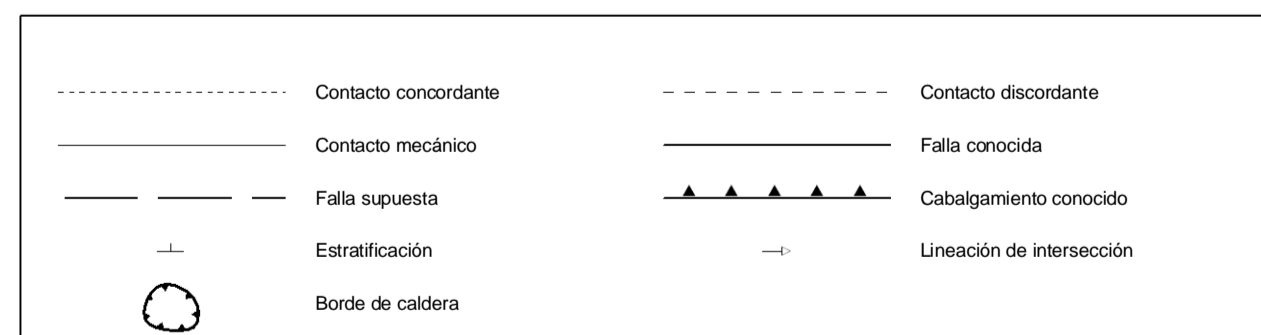 Contacto concordante
Contacto discordante
Contacto mecánico
Falla conocida
Falla supuesta
Cabalgamiento conocido
Estratificación
Lineación de intersección
Borde de caldera